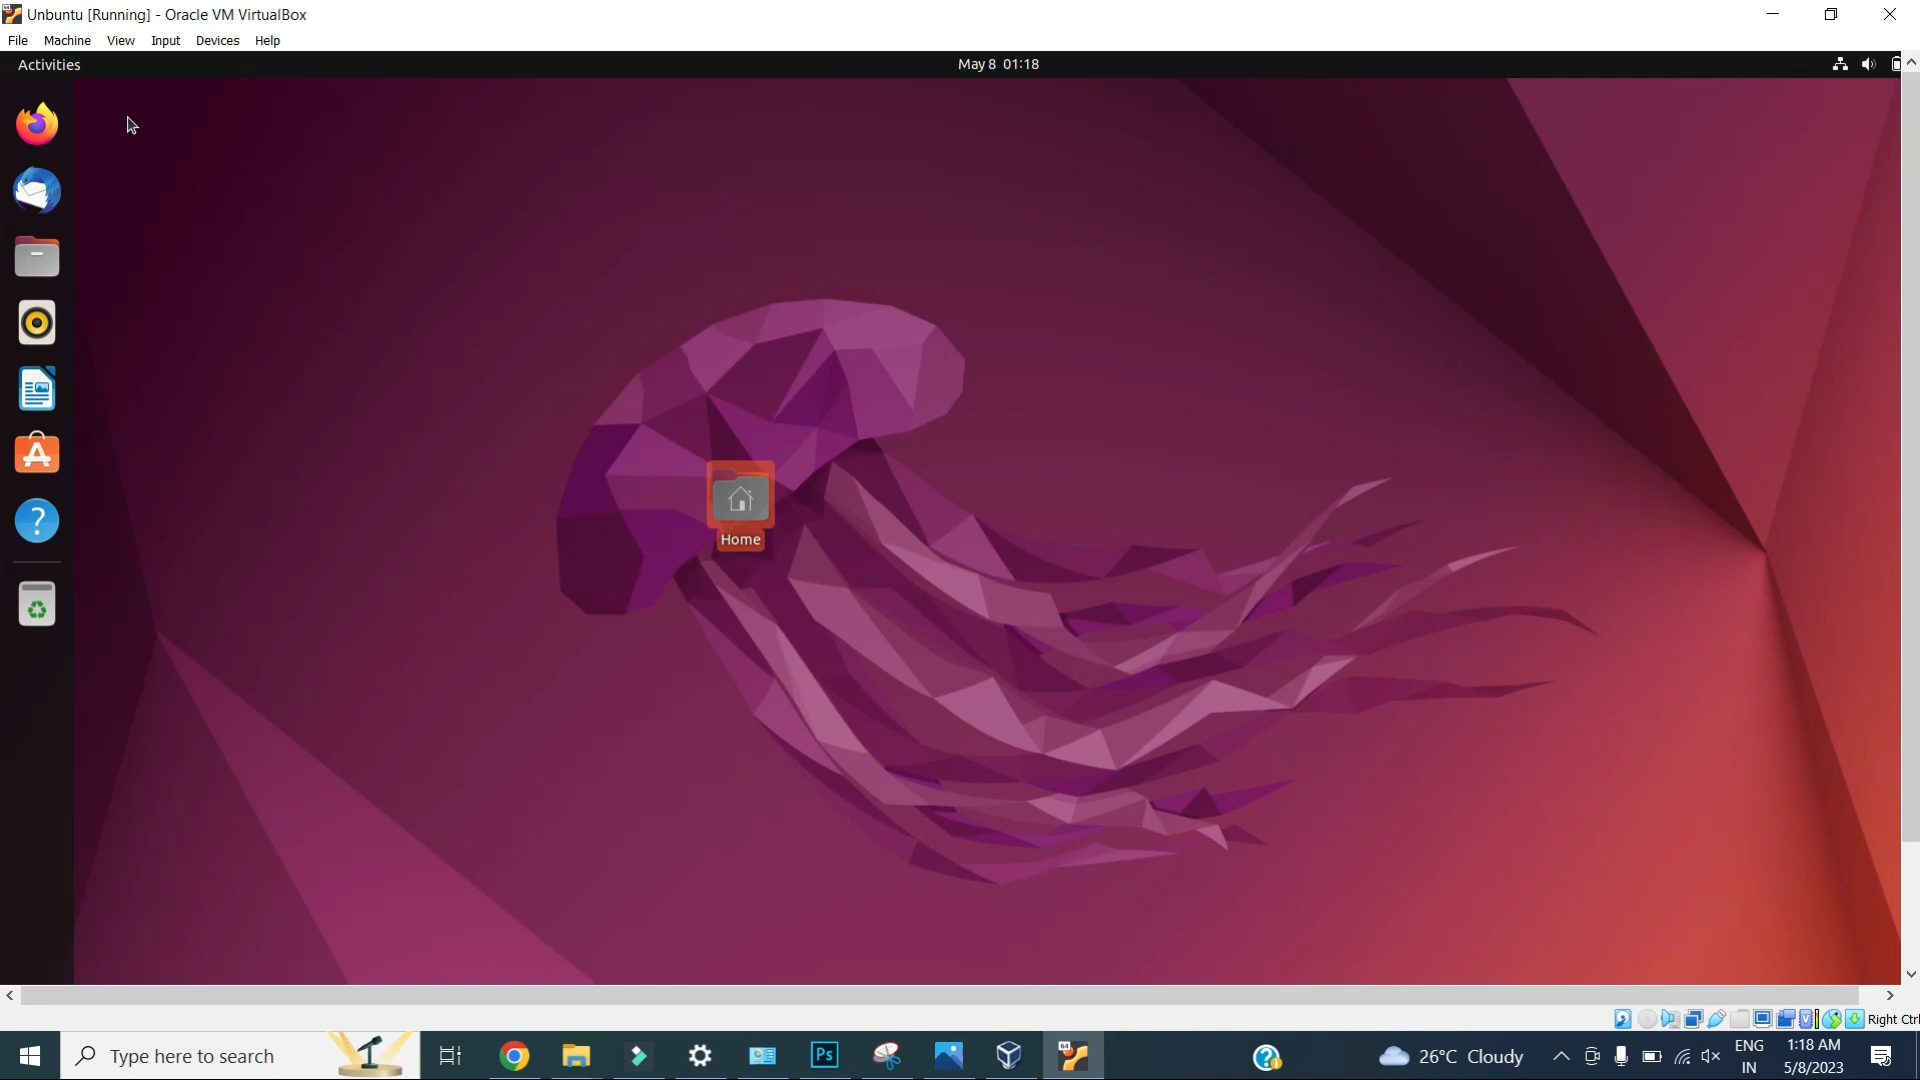 Unbuntu [Running] - Oracle VM VirtualBox
File Machine View Input Devices Help
Activities
May 8 01:18
Home
Right Ctrl
Type here to search
Ps
26°C Cloudy
ENG
IN
1:18 AM
5/8/2023